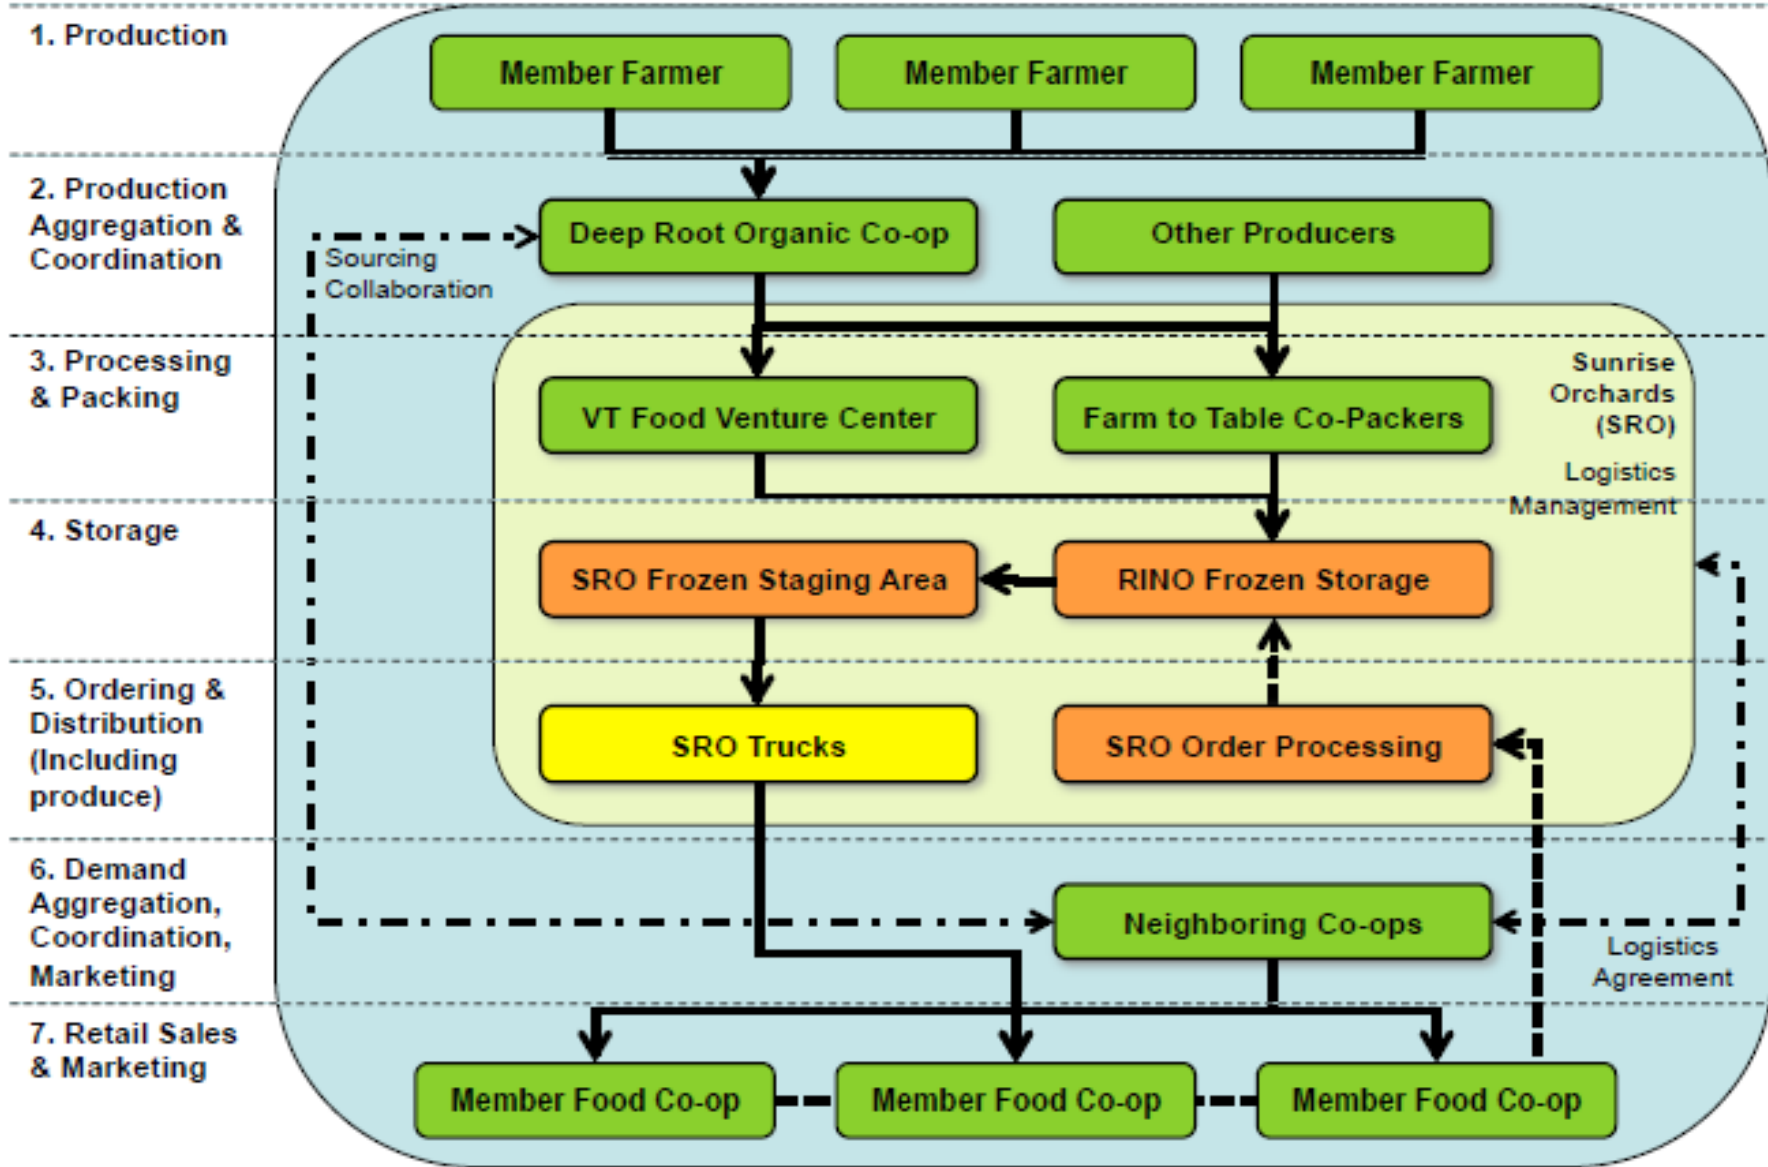 1. Production
Member Farmer
Member Farmer
Member Farmer
2. Production
Aggregation &
Coordination
Deep Root Organic Co-op
Other Producers
Sourcing
Collaboration
3. Processing
& Packing
VT Food Venture Center
Farm to Table Co-Packers
Sunrise
Orchards
(SRO)
Logistics
Management
4. Storage
SRO Frozen Staging Area
RINO Frozen Storage
5. Ordering &
Distribution
(Including
produce)
SRO Trucks
SRO Order Processing
6. Demand
Aggregation,
Coordination,
Marketing
Neighboring Co-ops
Logistics
Agreement
7. Retail Sales
& Marketing
Member Food Co-op
Member Food Co-op
Member Food Co-op